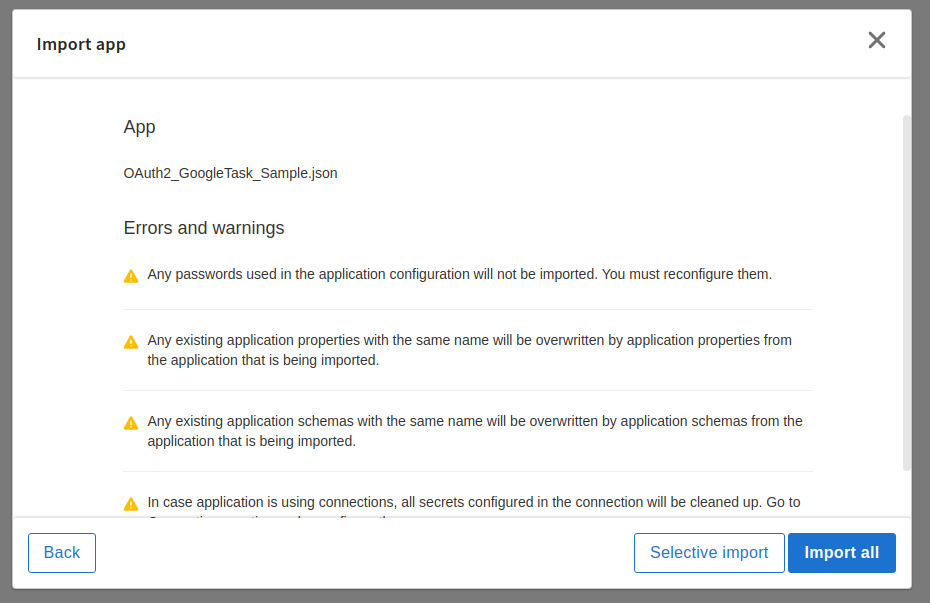 Import app
App
OAuth2_GoogleTask_Sample.json
Errors and warnings
Any passwords used in the application configuration will not be imported. You must reconfigure them.
Any existing application properties with the same name will be overwritten by application properties from
the application that is being imported.
Any existing application schemas with the same name will be overwritten by application schemas from the
application that is being imported.
In case application is using connections, all secrets configured in the connection will be cleaned up. Go to
Back
Selective import
Import all